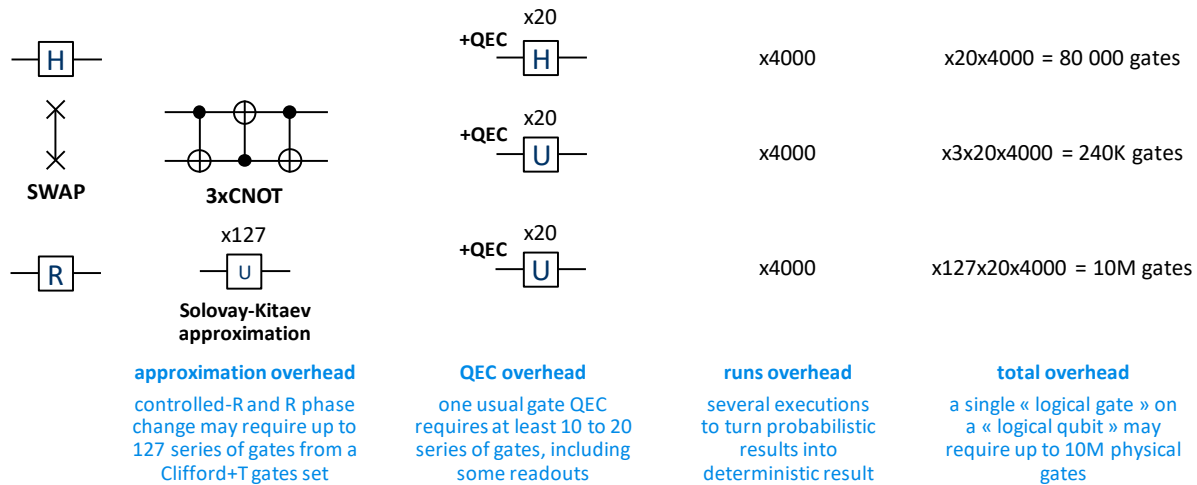 x20
H
+QEC
H
x4000
x20x4000 = 80 000 gates
x20
+QEC
U
x4000
x3x20x4000 = 240K gates
SWAP
3xCNOT
x127
x20
+QEC
R
U
U
x4000
x127x20x4000 = 10M gates
Solovay-Kitaev
approximation
approximation overhead
controlled-R and R phase
change may require up to
127 series of gates from a
Clifford+T gates set
QEC overhead
one usual gate QEC
requires at least 10 to 20
series of gates, including
some readouts
runs overhead
several executions
to turn probabilistic
results into
deterministic result
total overhead
a single « logical gate » on
a « logical qubit » may
require up to 10M physical
gates